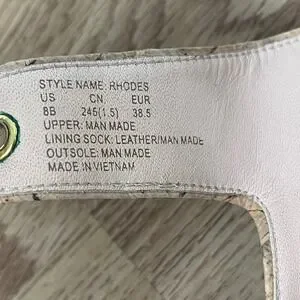 STYLE NAME: RHODES
US CN EUR
8B 245(1.5) 38.5
UPPER: MAN MADE
LINING SOCK: LEATHER/MAN MADE
OUTSOLE: MAN MADE
MADE IN VIETNAM